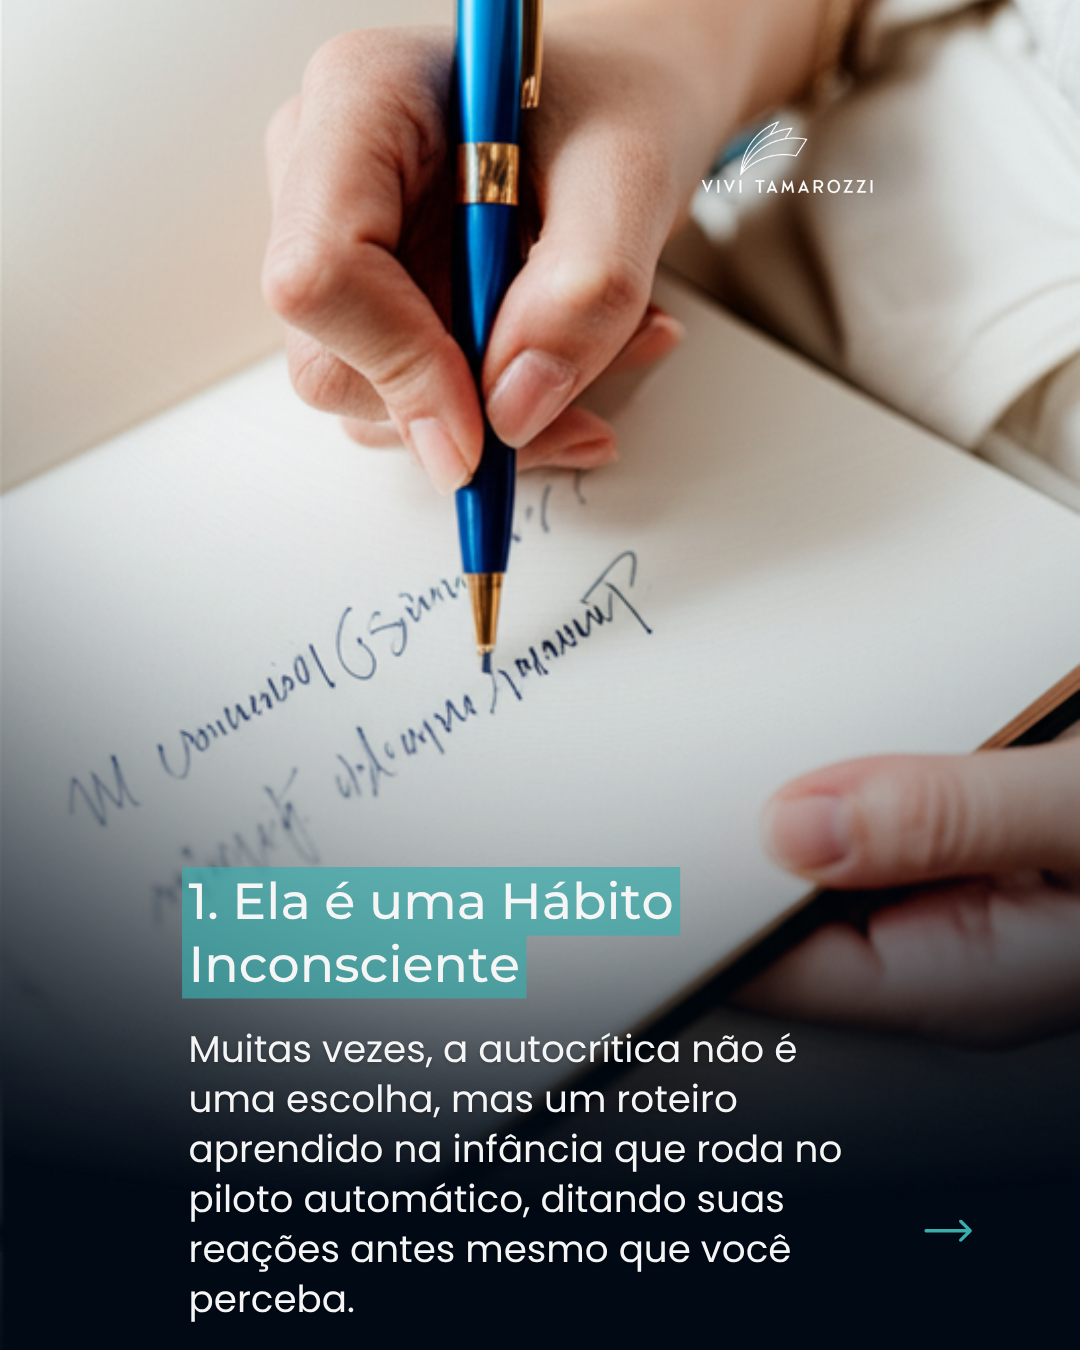 VIVI TAMAROZZI
1. Ela é uma Hábito
Inconsciente
Muitas vezes, a autocrítica não é
uma escolha, mas um roteiro
aprendido na infância que roda no
piloto automático, ditando suas
reações antes mesmo que você
perceba.